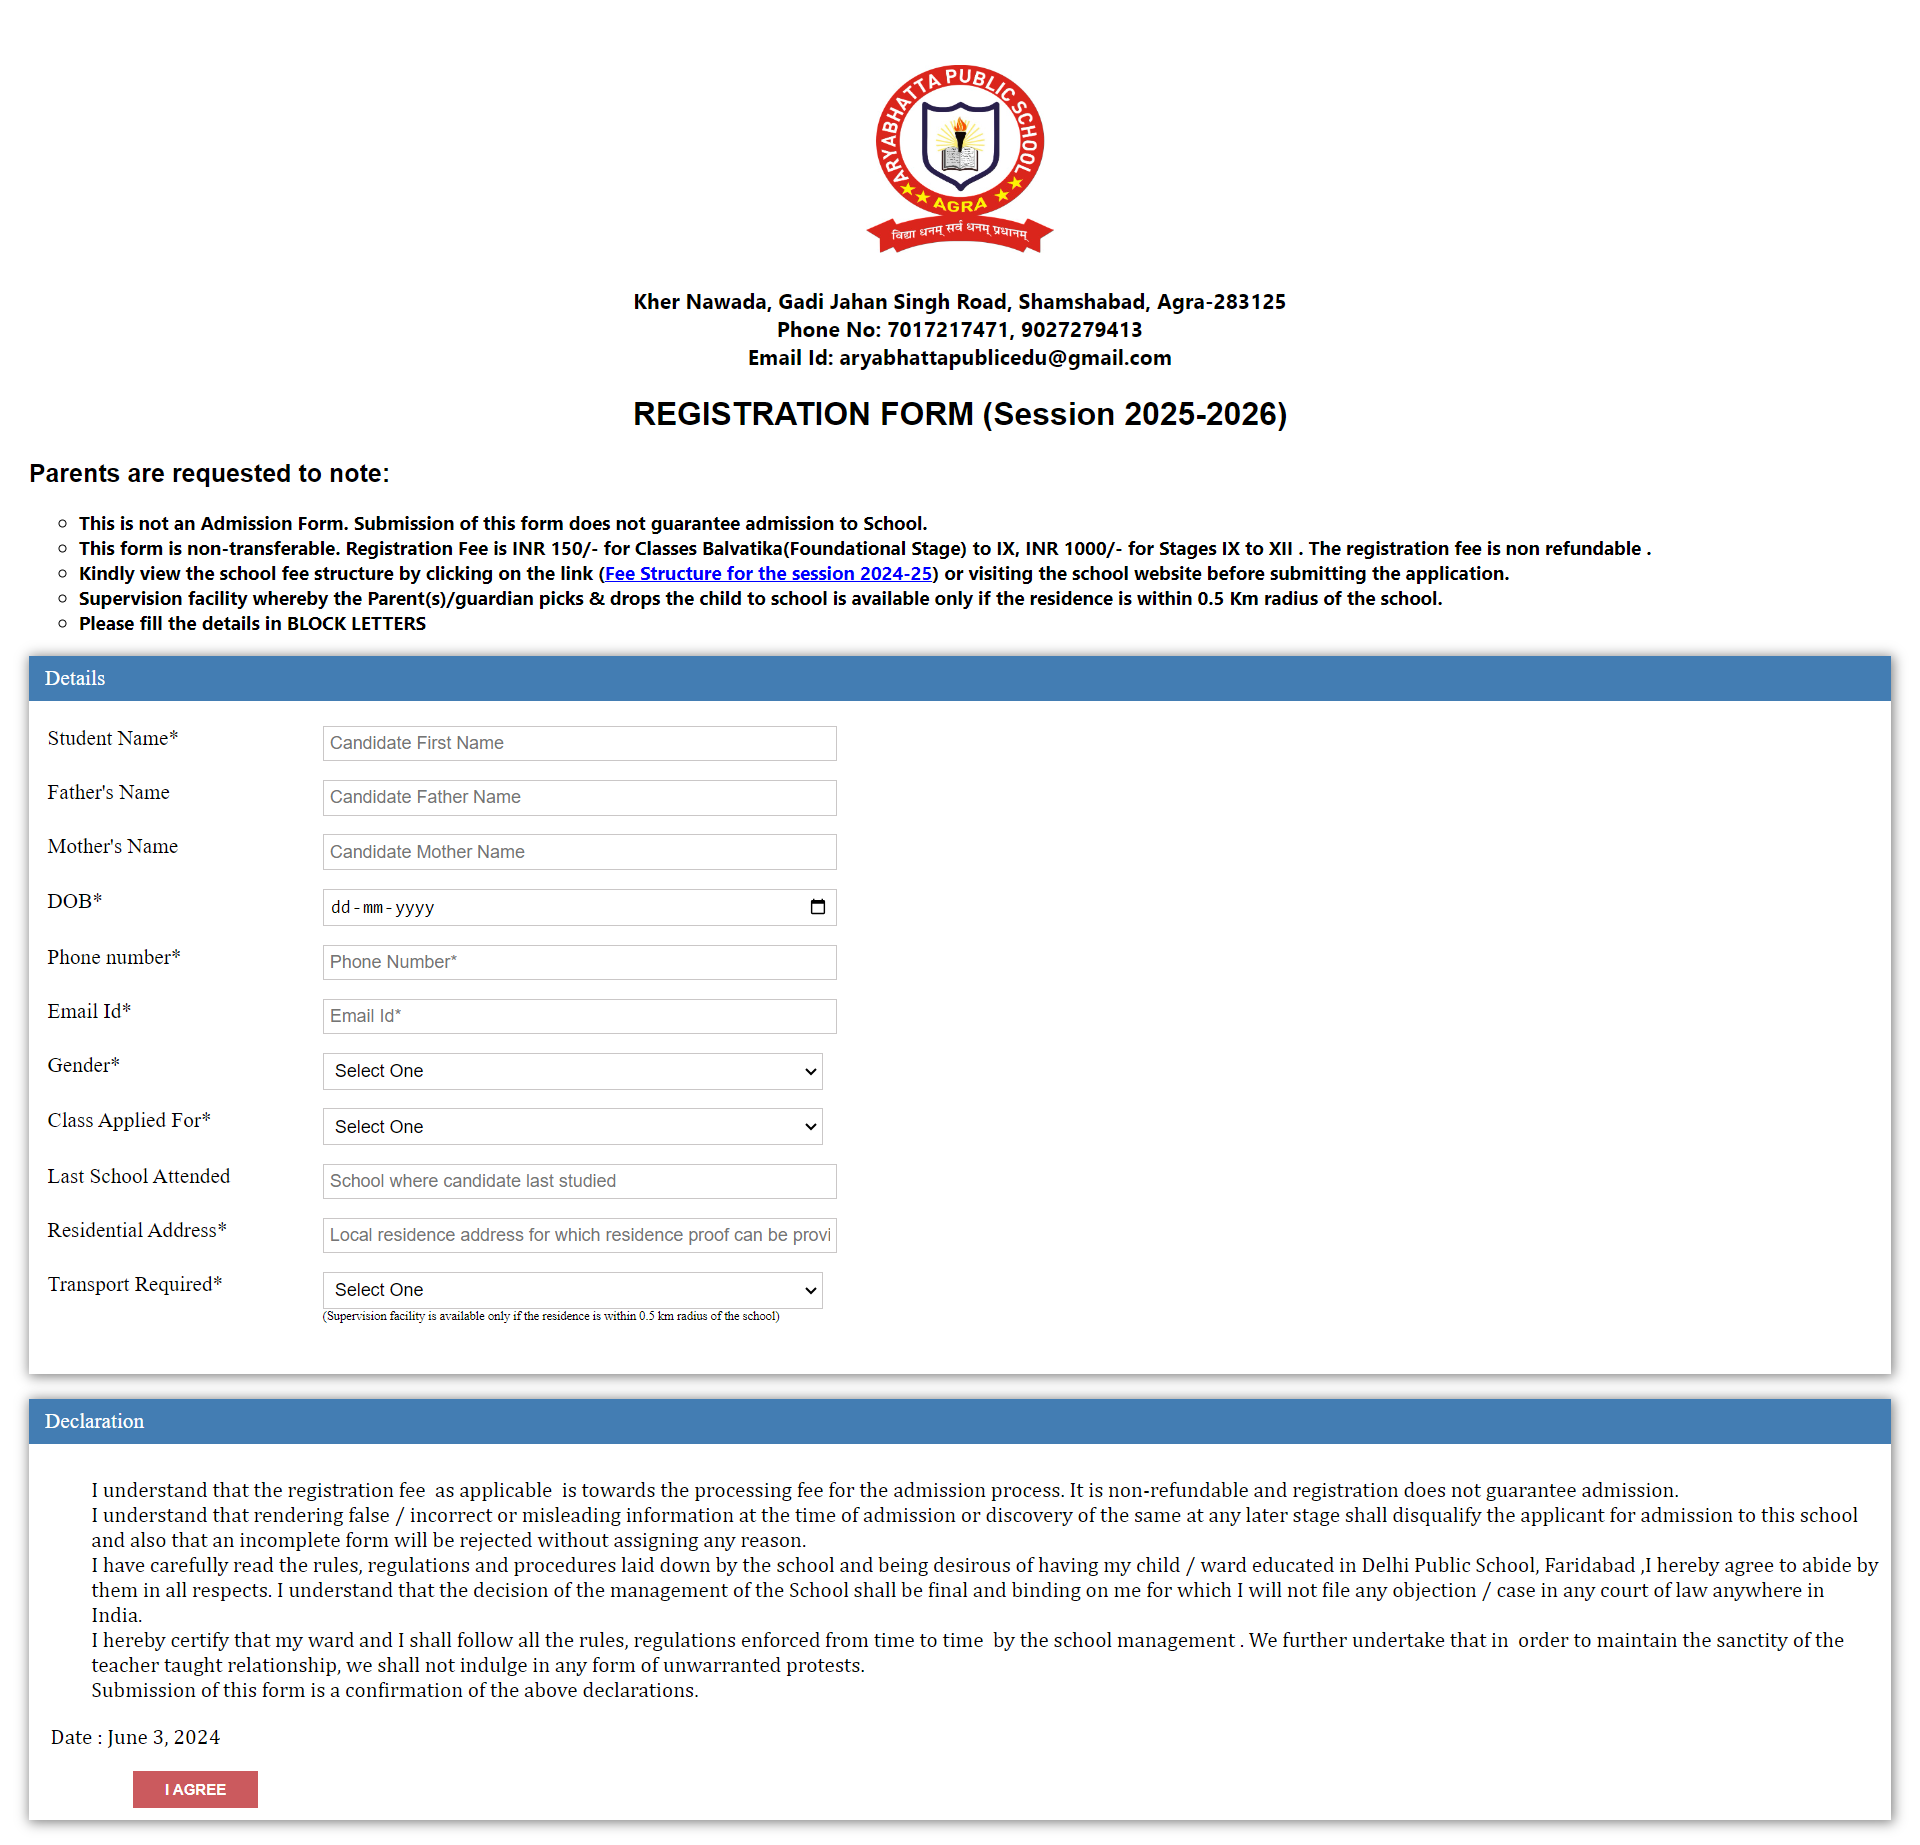 ARYABHATTA PUBLIC SCHOOL
AGRA
विद्या धनम् सर्व धनम् प्रधानम्
Kher Nawada, Gadi Jahan Singh Road, Shamshabad, Agra-283125
Phone No: 7017217471, 9027279413
Email Id: aryabhattapublicedu@gmail.com
REGISTRATION FORM (Session 2025-2026)
Parents are requested to note:
This is not an Admission Form. Submission of this form does not guarantee admission to School.
This form is non-transferable. Registration Fee is INR 150/- for Classes Balvatika(Foundational Stage) to IX, INR 1000/- for Stages IX to XII . The registration fee is non refundable .
Kindly view the school fee structure by clicking on the link (Fee Structure for the session 2024-25) or visiting the school website before submitting the application.
Supervision facility whereby the Parent(s)/guardian picks & drops the child to school is available only if the residence is within 0.5 Km radius of the school.
Please fill the details in BLOCK LETTERS
Details
Student Name* Candidate First Name
Father's Name Candidate Father Name
Mother's Name Candidate Mother Name
DOB* dd-mm-yyyy
Phone number* Phone Number*
Email Id* Email Id*
Gender* Select One
Class Applied For* Select One
Last School Attended School where candidate last studied
Residential Address* Local residence address for which residence proof can be provi
Transport Required* Select One
(Supervision facility is available only if the residence is within 0.5 km radius of the school)
Declaration
I understand that the registration fee as applicable is towards the processing fee for the admission process. It is non-refundable and registration does not guarantee admission.
I understand that rendering false / incorrect or misleading information at the time of admission or discovery of the same at any later stage shall disqualify the applicant for admission to this school
and also that an incomplete form will be rejected without assigning any reason.
I have carefully read the rules, regulations and procedures laid down by the school and being desirous of having my child / ward educated in Delhi Public School, Faridabad ,I hereby agree to abide by
them in all respects. I understand that the decision of the management of the School shall be final and binding on me for which I will not file any objection / case in any court of law anywhere in
India.
I hereby certify that my ward and I shall follow all the rules, regulations enforced from time to time by the school management . We further undertake that in order to maintain the sanctity of the
teacher taught relationship, we shall not indulge in any form of unwarranted protests.
Submission of this form is a confirmation of the above declarations.
Date : June 3, 2024
I AGREE